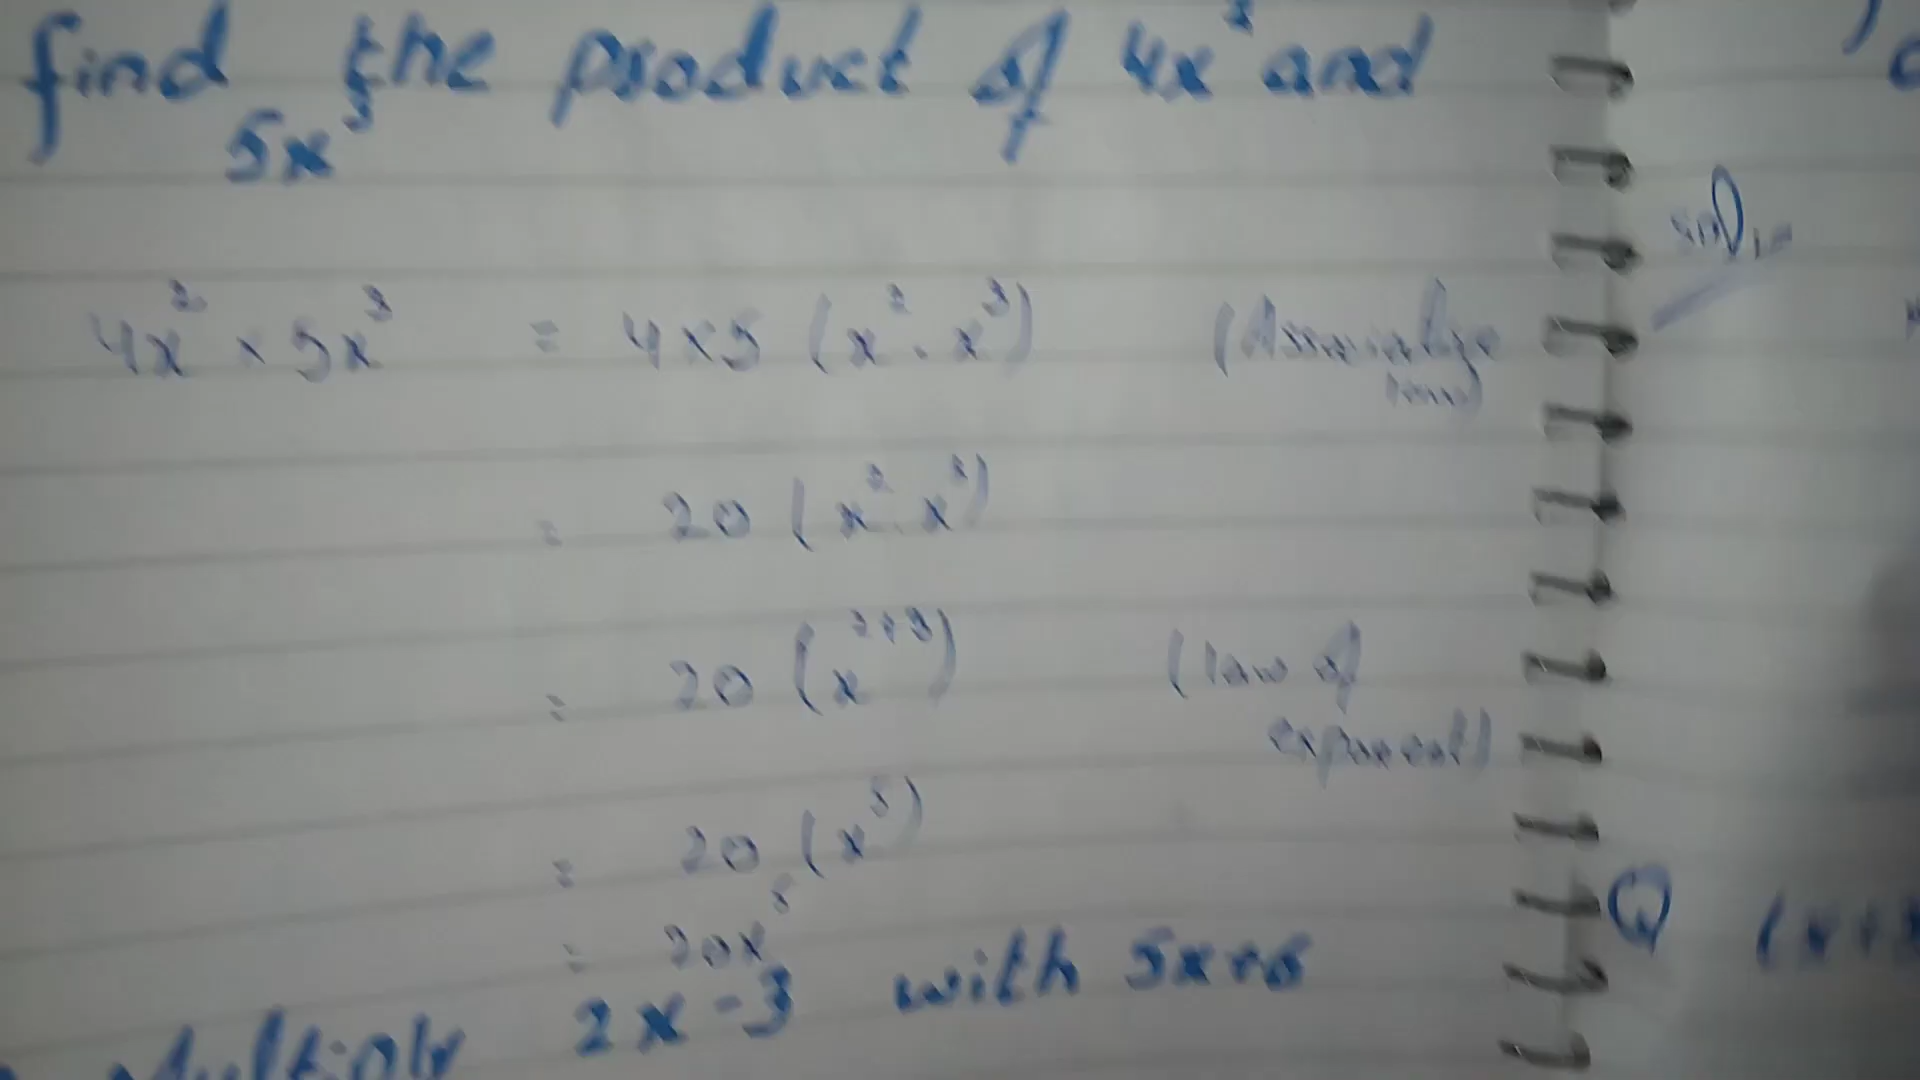 find the product of 4x² and
5x³
4x² × 5x³ = 4×5 (x² . x³) (Associative
law)
= 20 (x² . x³)
= 20 (x²⁺³) (law of
exponent)
= 20 (x⁵)
= 20x⁵
Multiply 2x - 3 with 5x+6
Q (x+